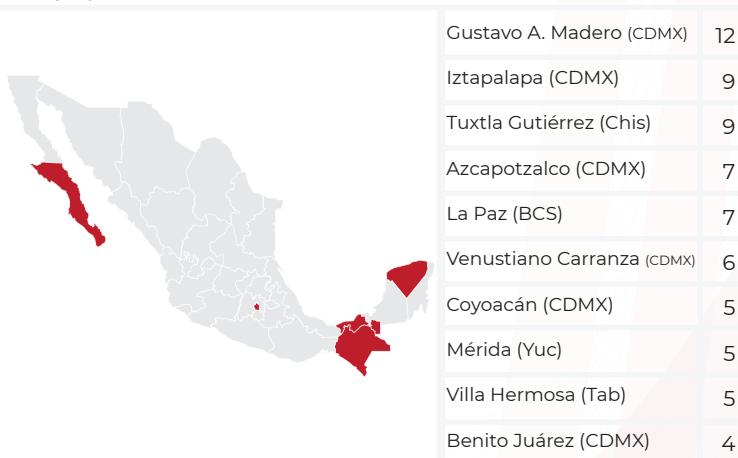 Gustavo A. Madero (CDMX) 12
Iztapalapa (CDMX) 9
Tuxtla Gutiérrez (Chis) 9
Azcapotzalco (CDMX) 7
La Paz (BCS) 7
Venustiano Carranza (CDMX) 6
Coyoacán (CDMX) 5
Mérida (Yuc) 5
Villa Hermosa (Tab) 5
Benito Juárez (CDMX) 4